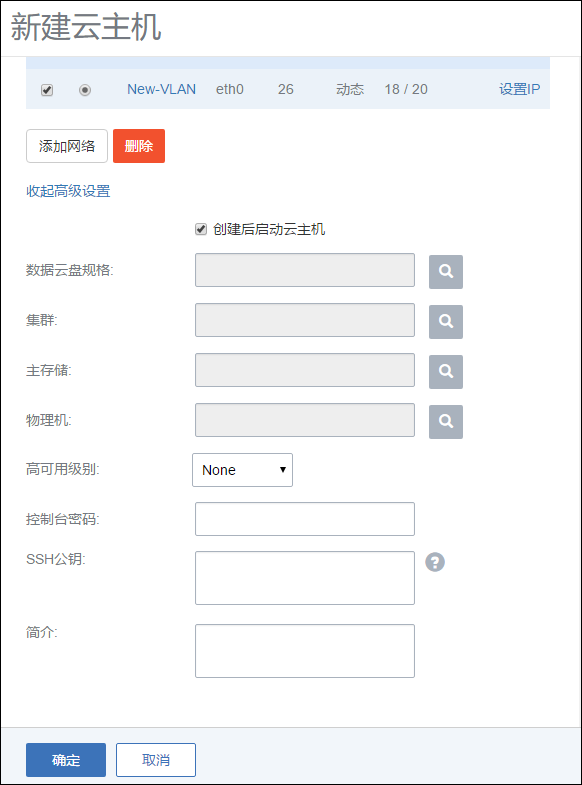 新建云主机
New-VLAN eth0 26 动态 18 / 20 设置IP
添加网络 删除
收起高级设置
创建后启动云主机
数据云盘规格:
集群:
主存储:
物理机:
高可用级别: None
控制台密码:
SSH公钥: ?
简介:
确定 取消